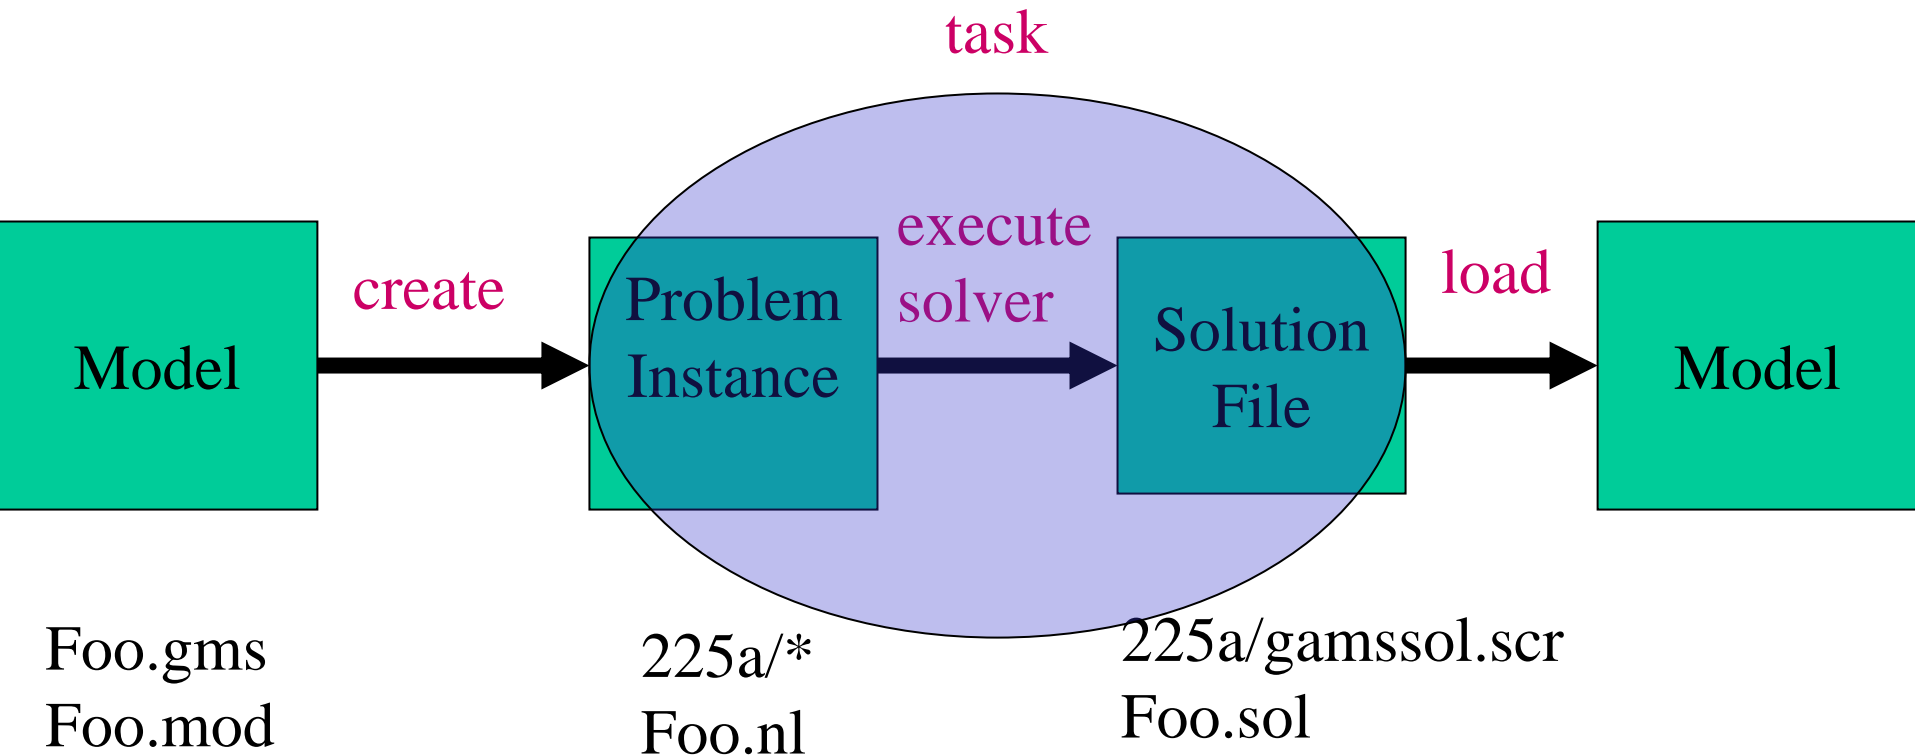 task
Model
create
Problem
Instance
execute
solver
Solution
File
load
Model
Foo.gms
Foo.mod
225a/*
Foo.nl
225a/gamssol.scr
Foo.sol